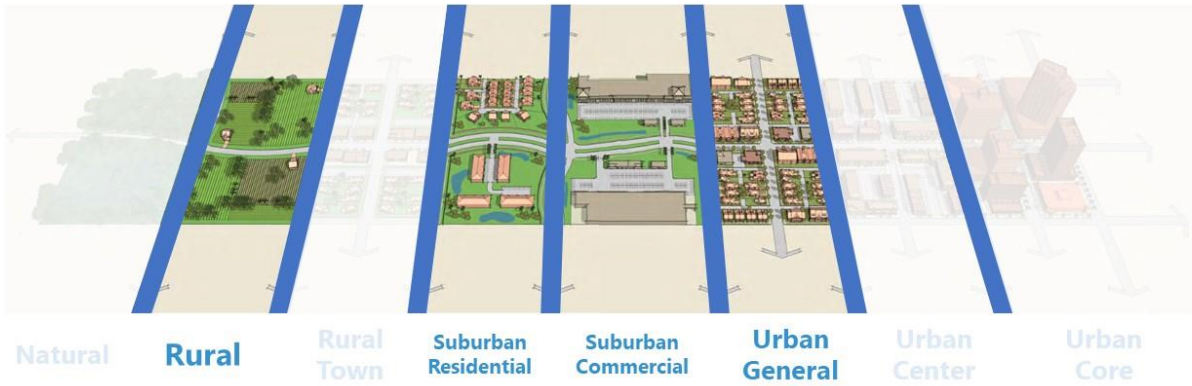 Natural
Rural
Rural
Town
Suburban
Residential
Suburban
Commercial
Urban
General
Urban
Center
Urban
Core